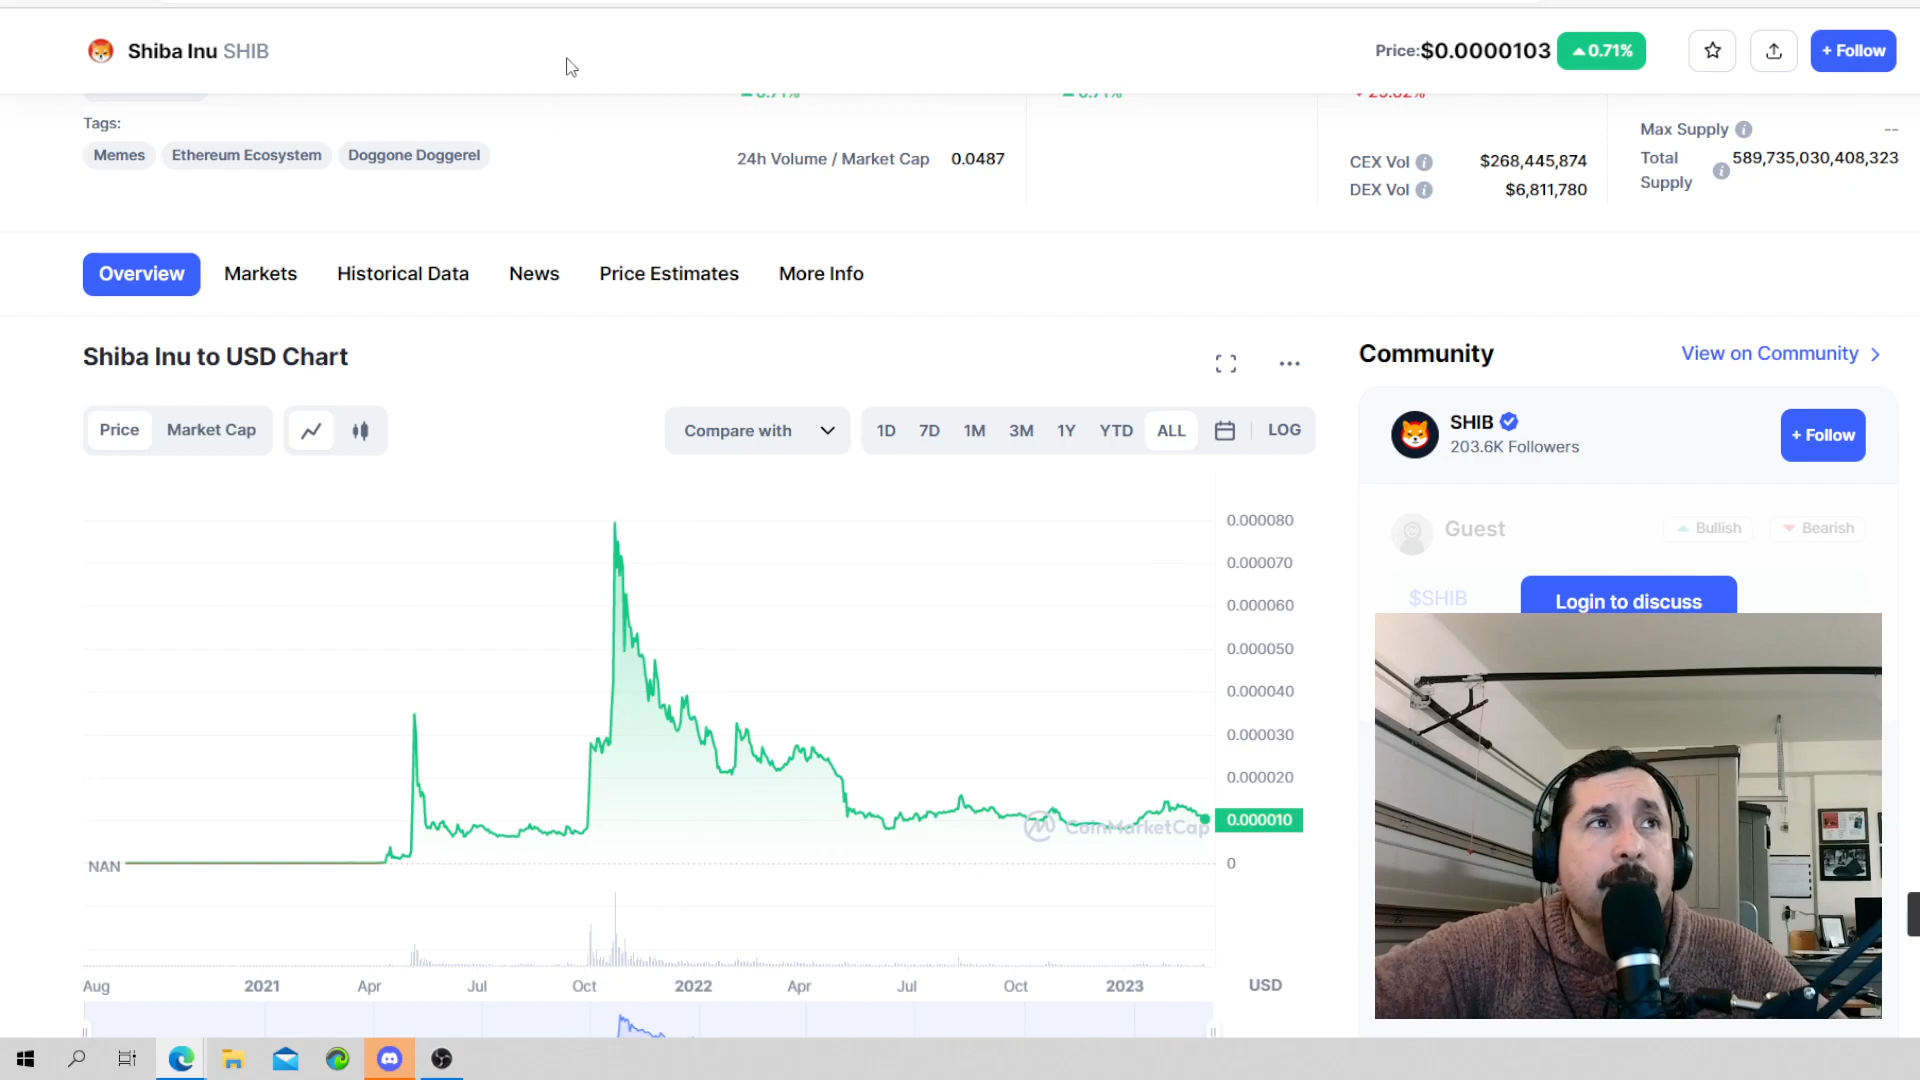 Shiba Inu SHIB
Price:$0.0000103 0.71% + Follow
0.71% 0.71%
Tags:
Memes Ethereum Ecosystem Doggone Doggerel
24h Volume / Market Cap 0.0487
CEX Vol $268,445,874
DEX Vol $6,811,780
Max Supply --
Total Supply 589,735,030,408,323
Overview Markets Historical Data News Price Estimates More Info
Shiba Inu to USD Chart
Price Market Cap
Compare with
1D 7D 1M 3M 1Y YTD ALL LOG
0.000080
0.000070
0.000060
0.000050
0.000040
0.000030
0.000020
0.000010
0
NAN
CoinMarketCap
Aug 2021 Apr Jul Oct 2022 Apr Jul Oct 2023 USD
Community View on Community
SHIB
203.6K Followers
+ Follow
Guest Bullish Bearish
$SHIB
Login to discuss